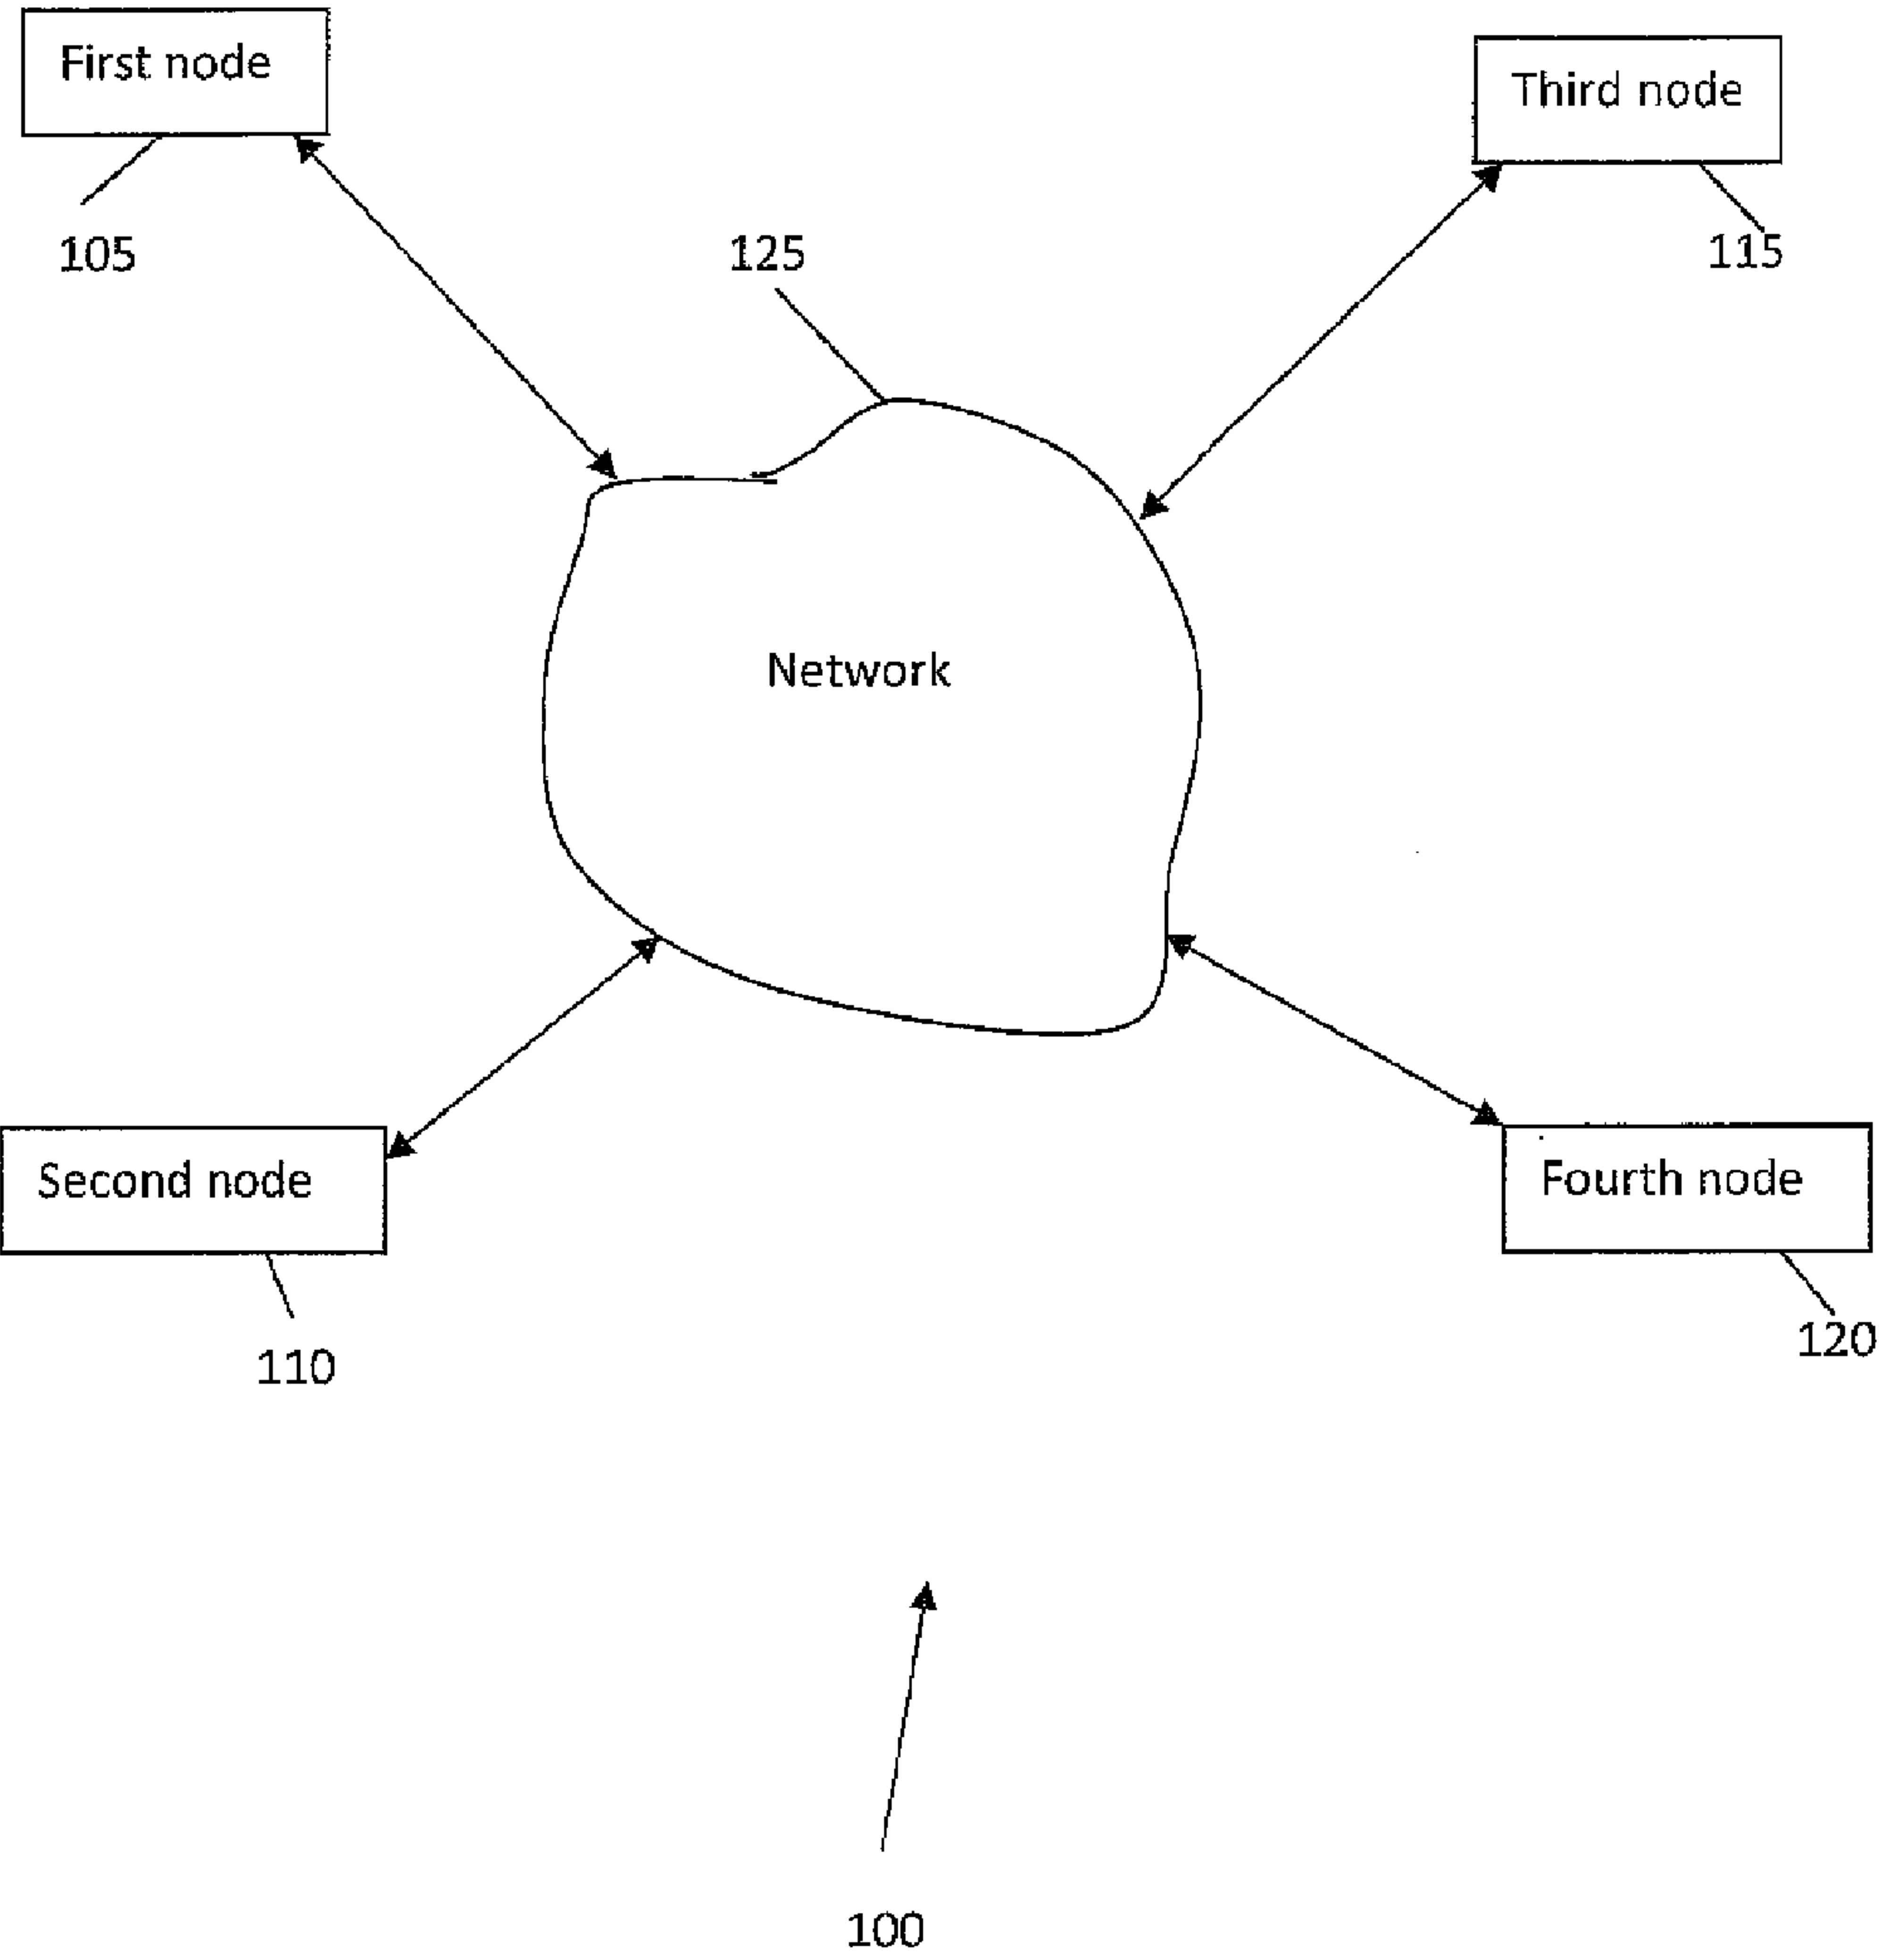 First node
Third node
105
125
115
Network
Second node
Fourth node
110
120
100